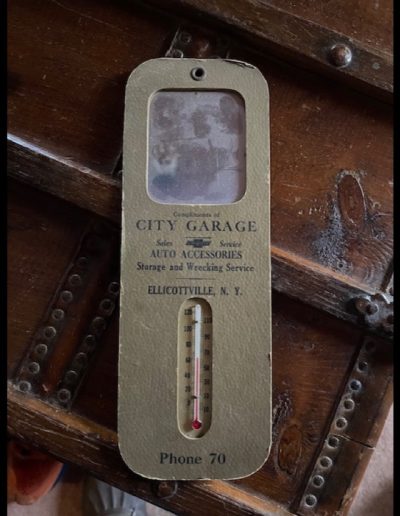 Compliments of
CITY GARAGE
Sales Service
AUTO ACCESSORIES
Storage and Wrecking Service
ELLICOTTVILLE, N. Y.
Phone 70